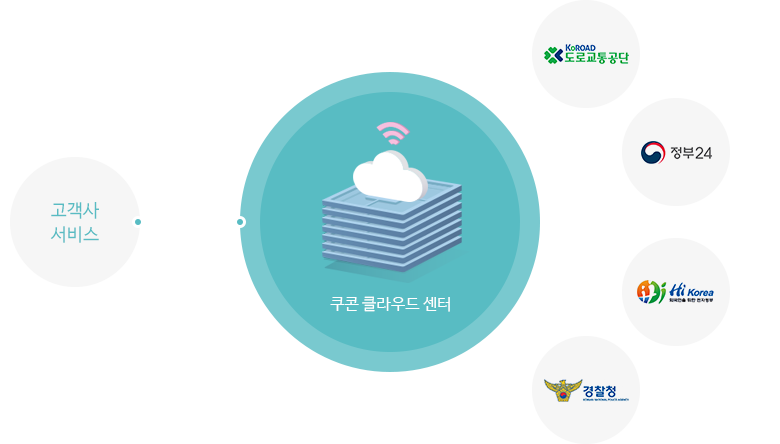 고객사
서비스
쿠콘 클라우드 센터
KoROAD
도로교통공단
정부24
Hi Korea
외국인을 위한 전자정부
경찰청
KOREAN NATIONAL POLICE AGENCY